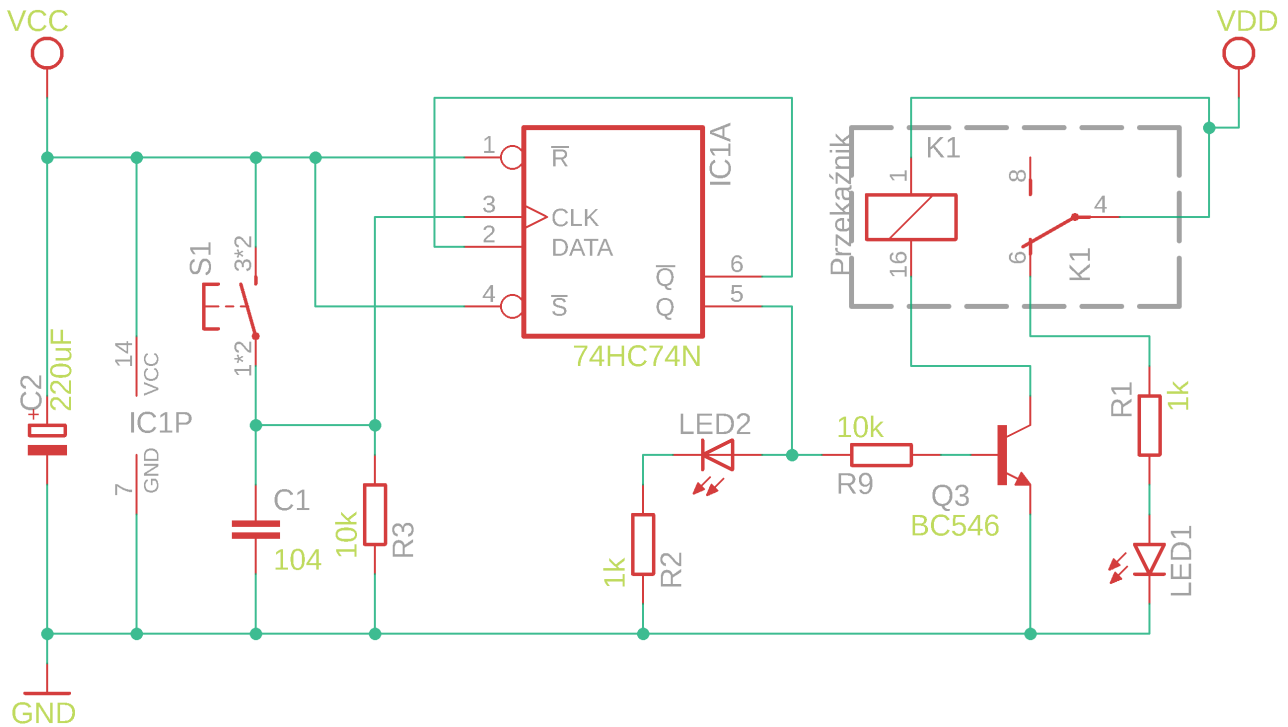 VCC
VDD
1
R
IC1A
3
CLK
2
DATA
4
S
6
Q
5
Q
74HC74N
Przekaźnik
K1
1
16
8
4
6
K1
S1
3*2
1*2
C2
+
220uF
14
VCC
IC1P
7
GND
C1
104
10k
R3
LED2
1k
R2
10k
R9
Q3
BC546
R1
1k
LED1
GND